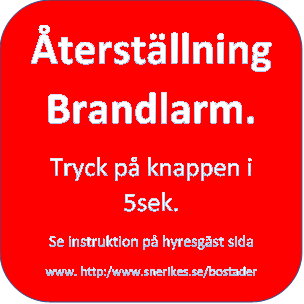 Återställning
Brandlarm.
Tryck på knappen i
5sek.
Se instruktion på hyresgäst sida
www. http:/www.snerikes.se/bostader